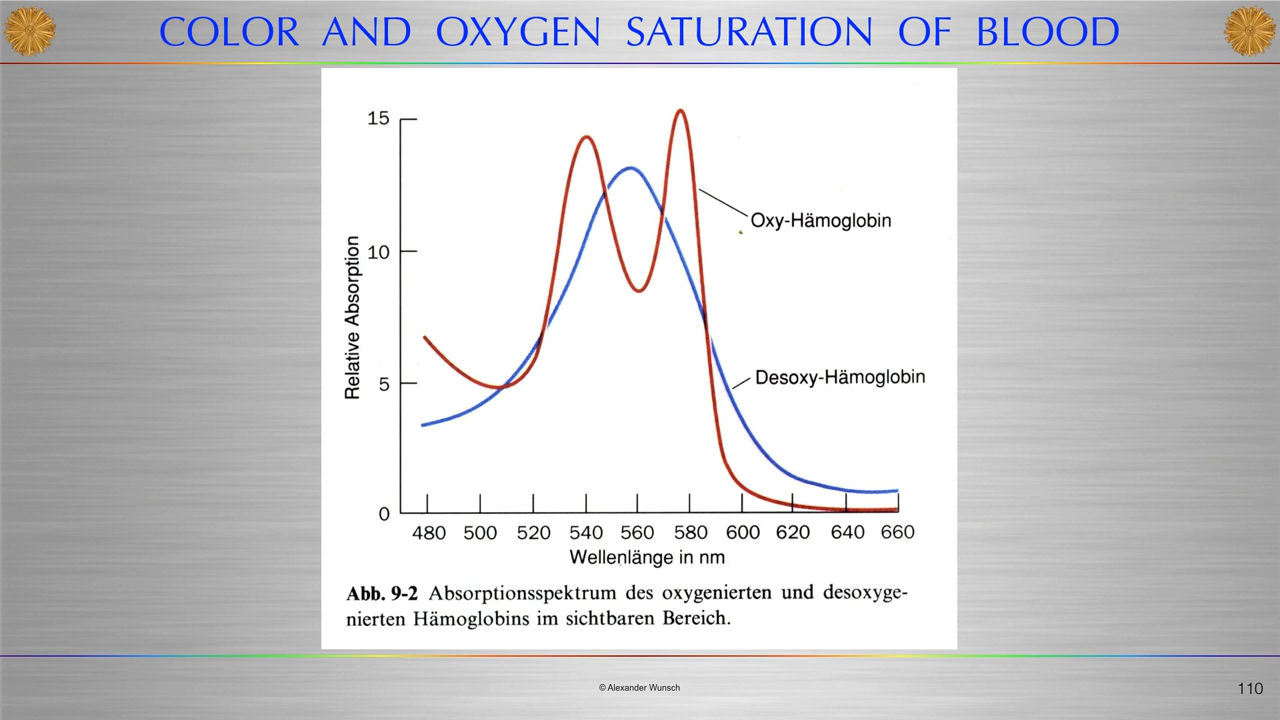 COLOR AND OXYGEN SATURATION OF BLOOD
15
10
5
0
Relative Absorption
Oxy-Hämoglobin
Desoxy-Hämoglobin
480 500 520 540 560 580 600 620 640 660
Wellenlänge in nm
Abb. 9-2 Absorptionsspektrum des oxygenierten und desoxyge-
nierten Hämoglobins im sichtbaren Bereich.
© Alexander Wunsch
110